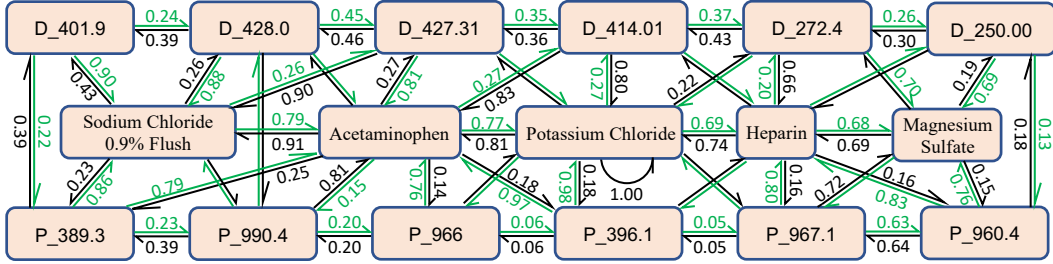 D_401.9 0.24 0.39 D_428.0 0.45 0.46 D_427.31 0.35 0.36 D_414.01 0.37 0.43 D_272.4 0.26 0.30 D_250.00
0.90 0.43 0.26 0.88 0.26 0.90 0.27 0.81 0.27 0.83 0.80 0.27 0.22 0.66 0.20 0.70 0.19 0.69
0.39 0.22 Sodium Chloride 0.79 0.91 Acetaminophen 0.77 0.81 Potassium Chloride 0.69 0.74 Heparin 0.68 0.69 Magnesium 0.18 0.13
0.9% Flush Sulfate
1.00
0.23 0.86 0.79 0.25 0.81 0.15 0.76 0.14 0.18 0.97 0.98 0.18 0.80 0.16 0.72 0.16 0.83 0.76 0.15
P_389.3 0.23 0.39 P_990.4 0.20 0.20 P_966 0.06 0.06 P_396.1 0.05 0.05 P_967.1 0.63 0.64 P_960.4